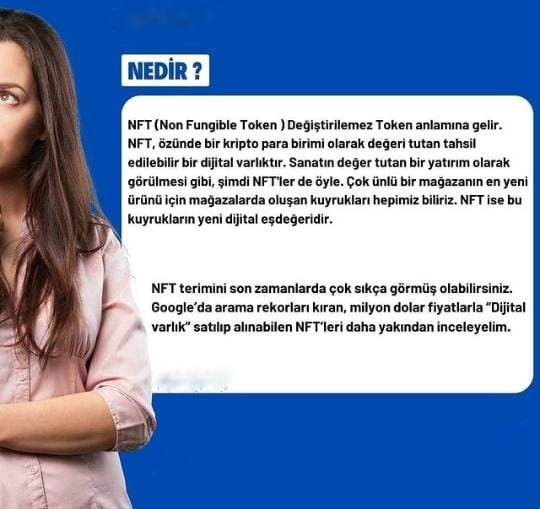 NEDİR ?
NFT (Non Fungible Token ) Değiştirilemez Token anlamına gelir.
NFT, özünde bir kripto para birimi olarak değeri tutan tahsil
edilebilir bir dijital varlıktır. Sanatın değer tutan bir yatırım olarak
görülmesi gibi, şimdi NFT'ler de öyle. Çok ünlü bir mağazanın en yeni
ürünü için mağazalarda oluşan kuyrukları hepimiz biliriz. NFT ise bu
kuyrukların yeni dijital eşdeğeridir.
NFT terimini son zamanlarda çok sıkça görmüş olabilirsiniz.
Google’da arama rekorları kıran, milyon dolar fiyatlarla “Dijital
varlık” satılıp alınabilen NFT’leri daha yakından inceleyelim.